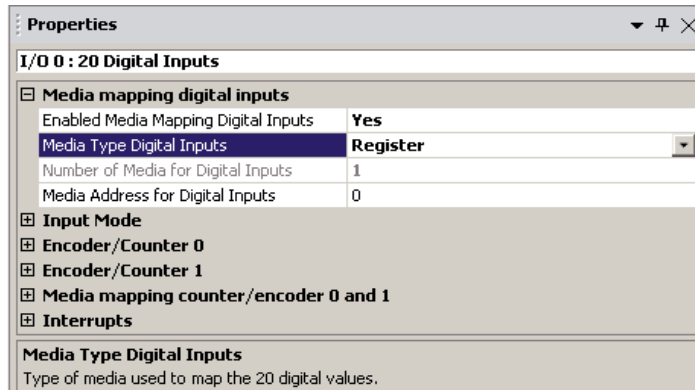 Properties
I/O 0 : 20 Digital Inputs
Media mapping digital inputs
Enabled Media Mapping Digital Inputs Yes
Media Type Digital Inputs Register
Number of Media for Digital Inputs 1
Media Address for Digital Inputs 0
Input Mode
Encoder/Counter 0
Encoder/Counter 1
Media mapping counter/encoder 0 and 1
Interrupts
Media Type Digital Inputs
Type of media used to map the 20 digital values.